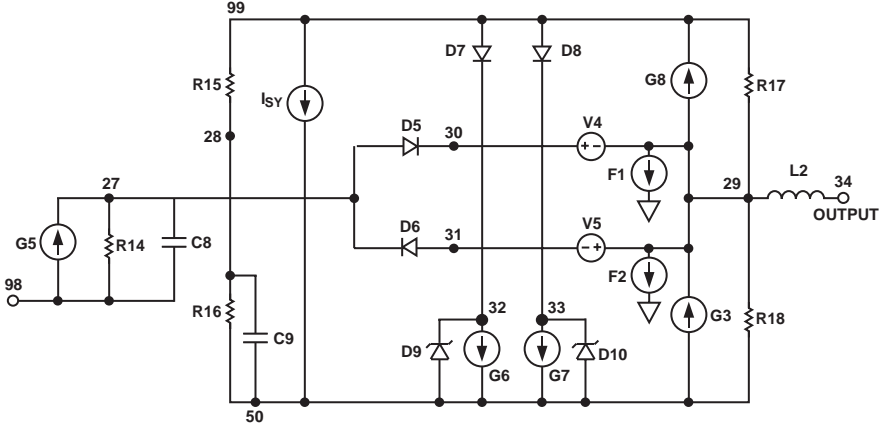 99
D7
D8
R15
ISY
G8
R17
28
D5
30
V4
F1
L2
27
29
34
OUTPUT
G5
R14
C8
D6
31
V5
F2
98
R16
C9
32
33
G3
R18
D9
G6
G7
D10
50